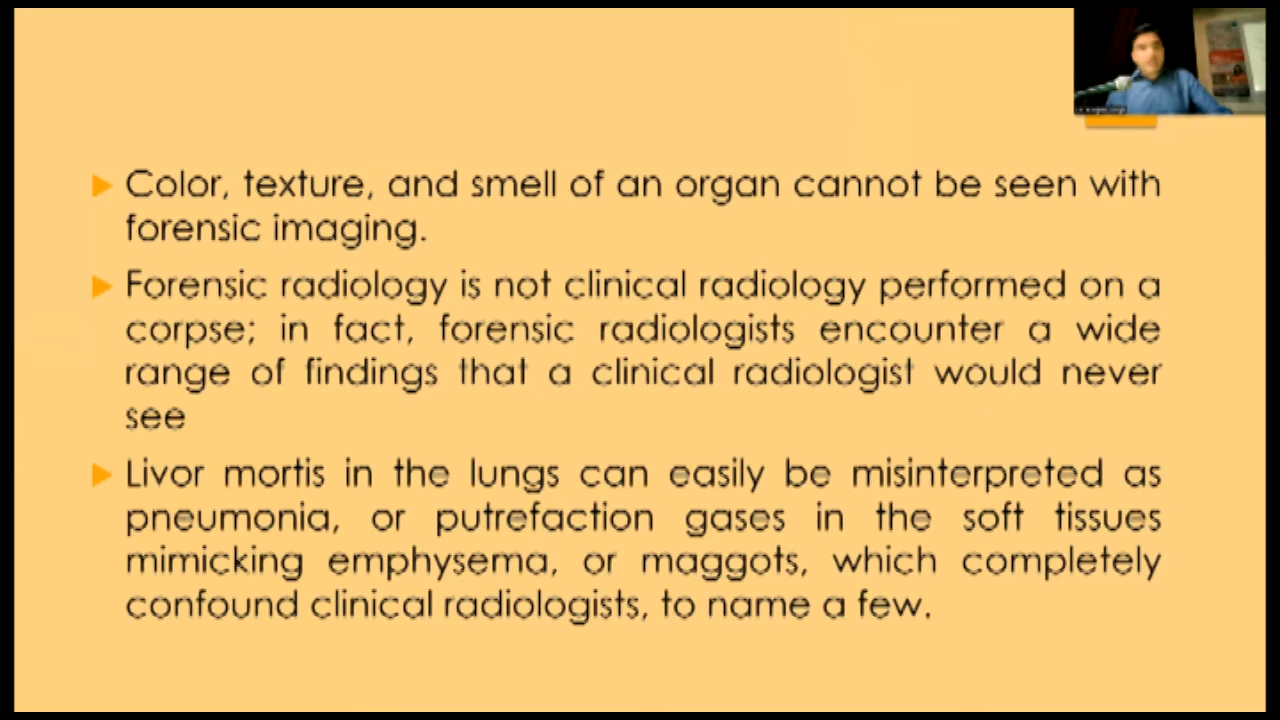 Color, texture, and smell of an organ cannot be seen with
forensic imaging.
Forensic radiology is not clinical radiology performed on a
corpse; in fact, forensic radiologists encounter a wide
range of findings that a clinical radiologist would never
see
Livor mortis in the lungs can easily be misinterpreted as
pneumonia, or putrefaction gases in the soft tissues
mimicking emphysema, or maggots, which completely
confound clinical radiologists, to name a few.